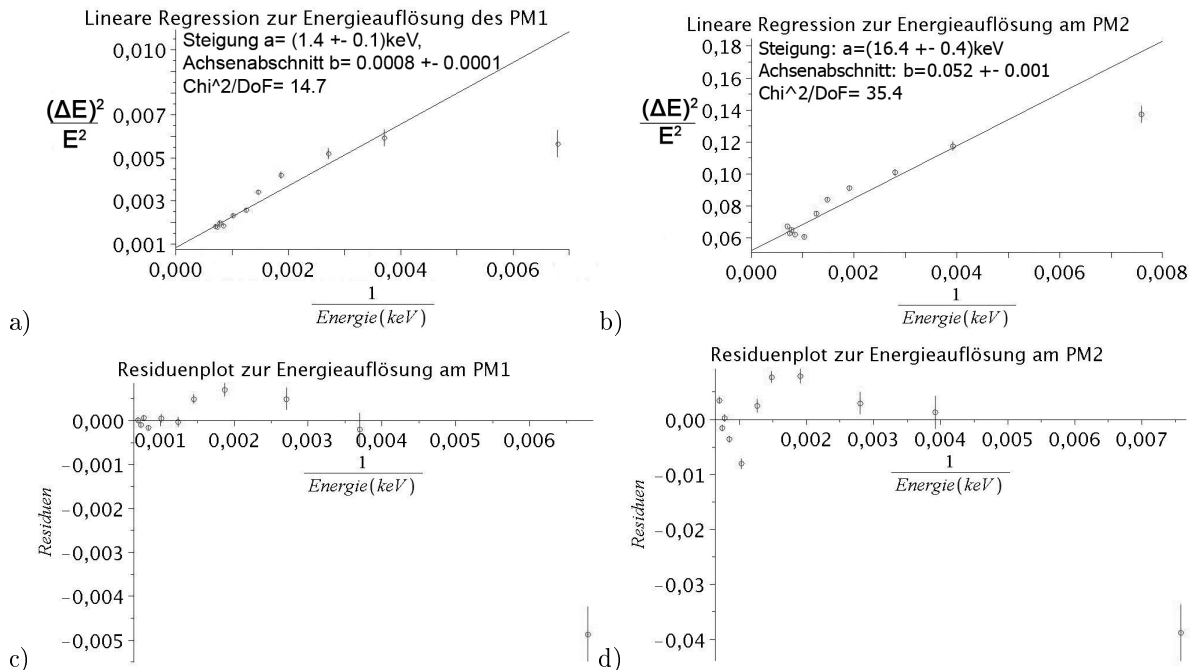 Lineare Regression zur Energieauflösung des PM1
Steigung a= (1.4 +- 0.1)keV,
Achsenabschnitt b= 0.0008 +- 0.0001
Chi^2/DoF= 14.7
(ΔE)²
E²
0,010
0,007
0,005
0,003
0,001
0,000 0,002 0,004 0,006
1
Energie(keV)
a)
Lineare Regression zur Energieauflösung am PM2
Steigung: a=(16.4 +- 0.4)keV
Achsenabschnitt: b=0.052 +- 0.001
Chi^2/DoF= 35.4
(ΔE)²
E²
0,18
0,16
0,14
0,12
0,10
0,08
0,06
0,000 0,002 0,004 0,006 0,008
1
Energie(keV)
b)
Residuenplot zur Energieauflösung am PM1
0,000
−0,001
−0,002
−0,003
−0,004
−0,005
0,001 0,002 0,003 0,004 0,005 0,006
1
Energie(keV)
Residuen
c)
Residuenplot zur Energieauflösung am PM2
0,000
−0,01
−0,02
−0,03
−0,04
0,002 0,003 0,004 0,005 0,006 0,007
1
Energie(keV)
Residuen
d)